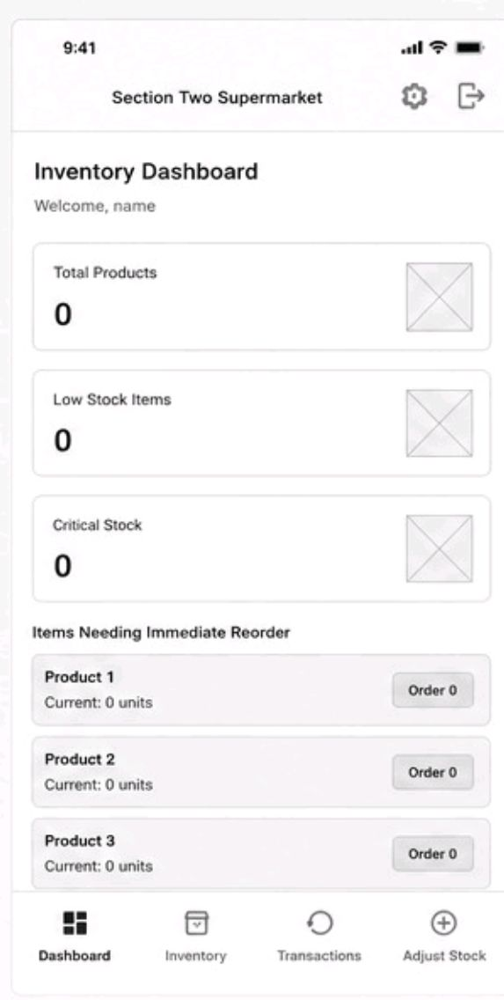 9:41
Section Two Supermarket
Inventory Dashboard
Welcome, name
Total Products
0
Low Stock Items
0
Critical Stock
0
Items Needing Immediate Reorder
Product 1
Current: 0 units
Order 0
Product 2
Current: 0 units
Order 0
Product 3
Current: 0 units
Order 0
Dashboard
Inventory
Transactions
Adjust Stock